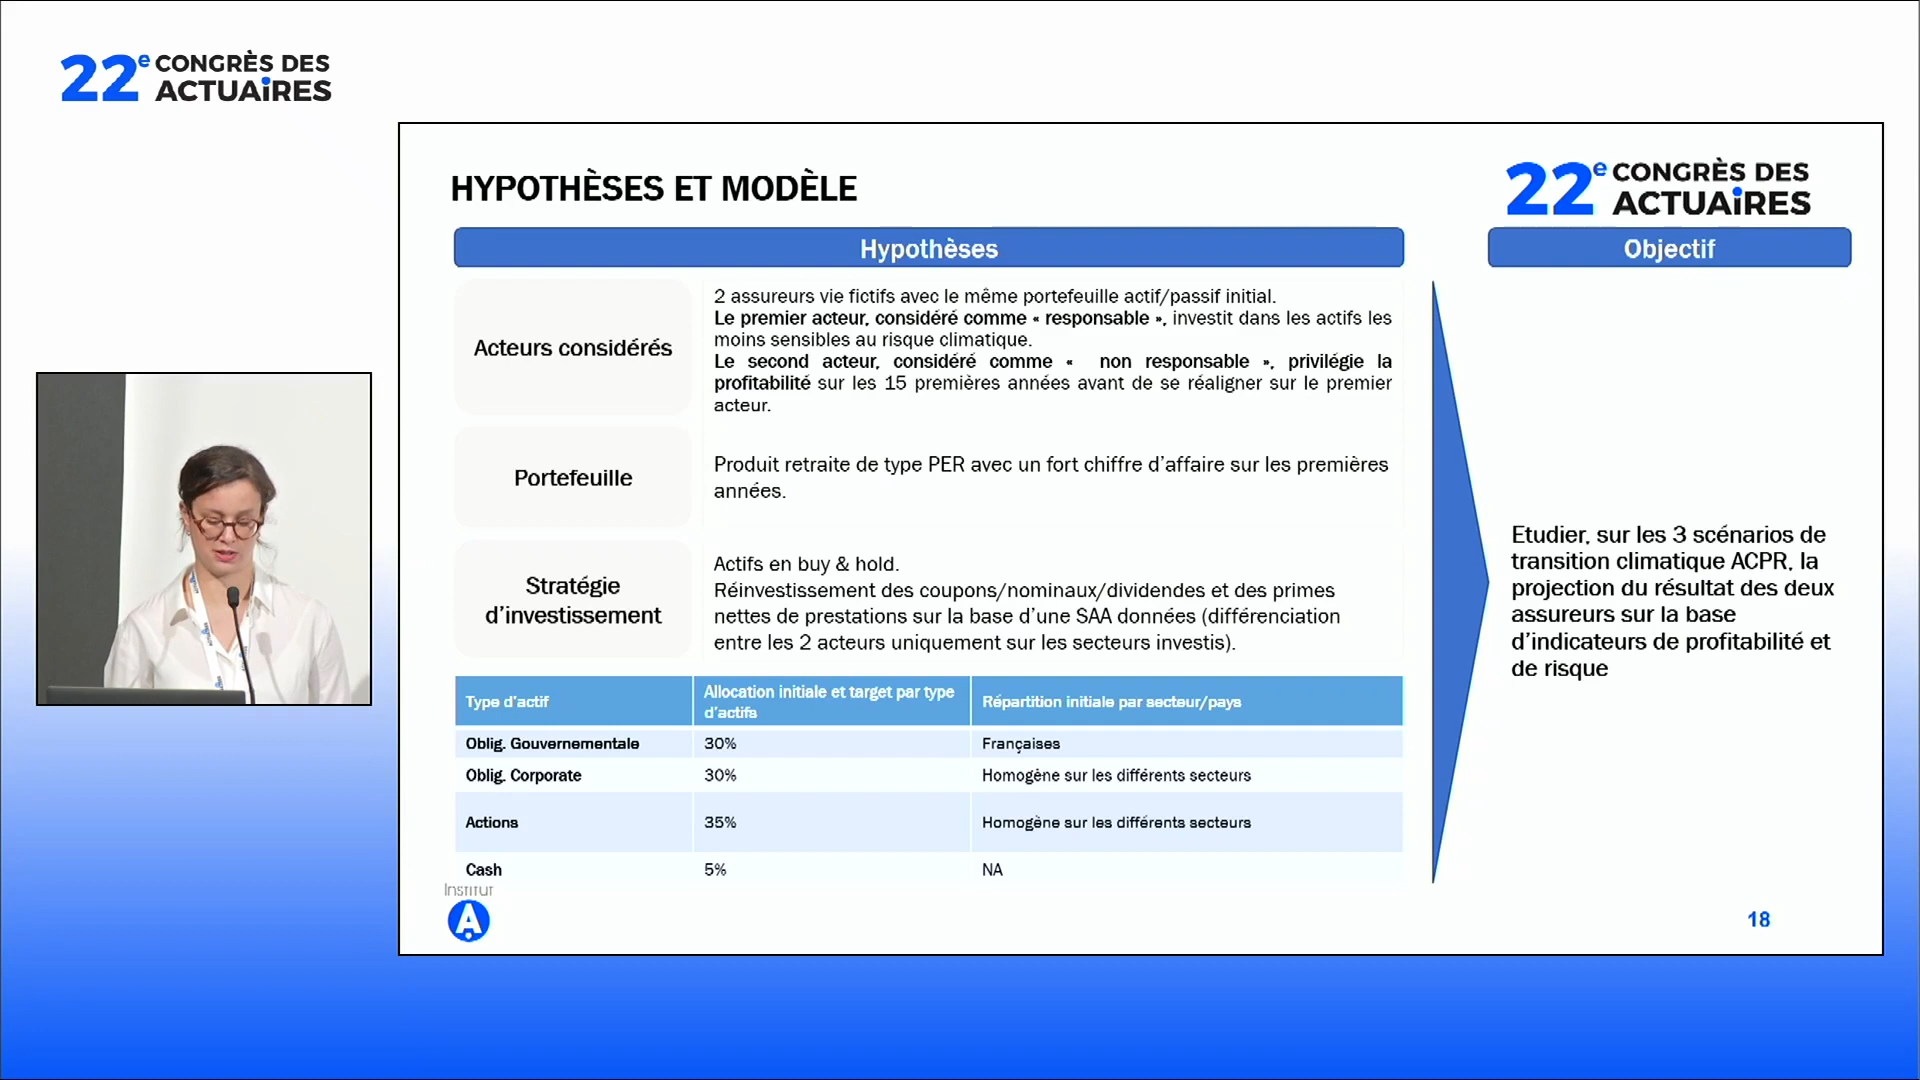 22e CONGRÈS DES
ACTUAiRES
HYPOTHÈSES ET MODÈLE
22e CONGRÈS DES
ACTUAiRES
Hypothèses
Objectif
Acteurs considérés
2 assureurs vie fictifs avec le même portefeuille actif/passif initial.
Le premier acteur, considéré comme « responsable », investit dans les actifs les
moins sensibles au risque climatique.
Le second acteur, considéré comme « non responsable », privilégie la
profitabilité sur les 15 premières années avant de se réaligner sur le premier
acteur.
Portefeuille
Produit retraite de type PER avec un fort chiffre d'affaire sur les premières
années.
Stratégie
d'investissement
Actifs en buy & hold.
Réinvestissement des coupons/nominaux/dividendes et des primes
nettes de prestations sur la base d'une SAA données (différenciation
entre les 2 acteurs uniquement sur les secteurs investis).
Etudier, sur les 3 scénarios de
transition climatique ACPR, la
projection du résultat des deux
assureurs sur la base
d'indicateurs de profitabilité et
de risque
Type d'actif
Allocation initiale et target par type
d'actifs
Répartition initiale par secteur/pays
Oblig. Gouvernementale 30% Françaises
Oblig. Corporate 30% Homogène sur les différents secteurs
Actions 35% Homogène sur les différents secteurs
Cash 5% NA
Institut
A
18